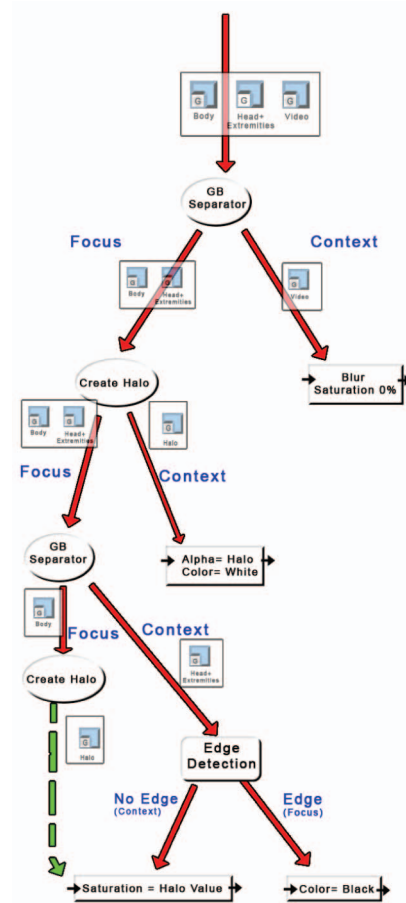 G
G
G
Body
Head+
Extremities
Video
GB
Separator
Focus
Context
G
G
Body
Head+
Extremities
G
Video
Create Halo
Blur
Saturation 0%
G
G
Body
Head+
Extremities
G
Halo
Focus
Context
GB
Separator
Alpha= Halo
Color= White
G
Body
Focus
Context
G
Head+
Extremities
Create Halo
G
Halo
Edge
Detection
No Edge
(Context)
Edge
(Focus)
Saturation = Halo Value
Color= Black